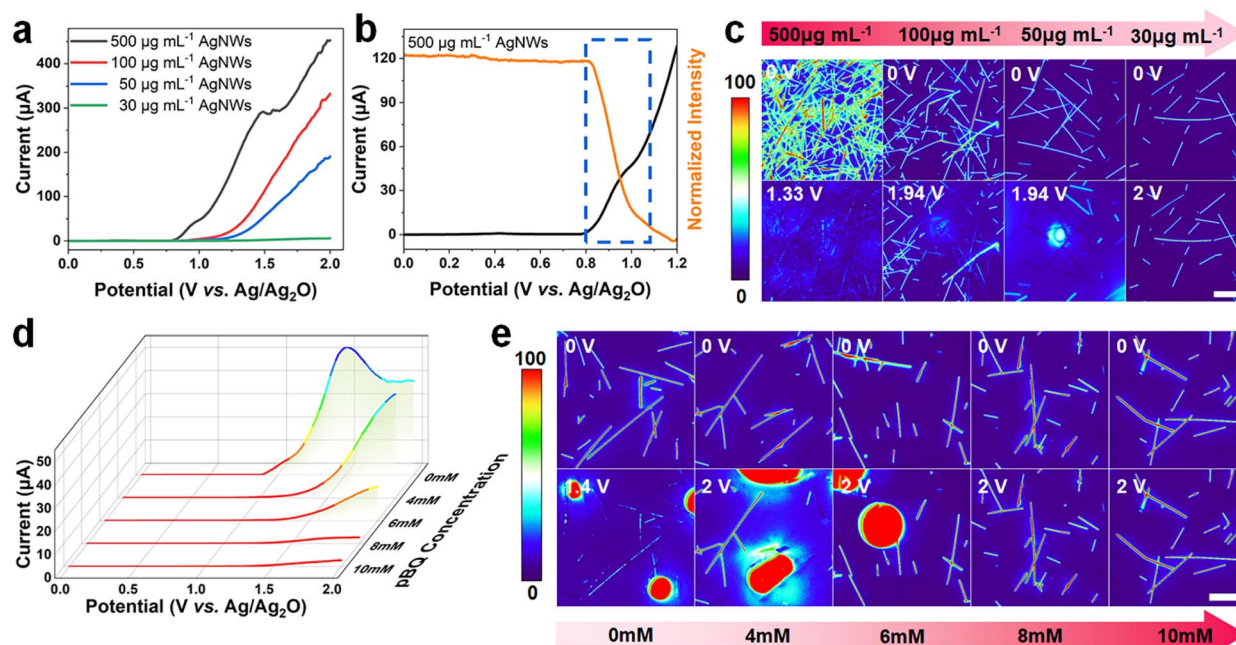 a
500 µg mL⁻¹ AgNWs
100 µg mL⁻¹ AgNWs
50 µg mL⁻¹ AgNWs
30 µg mL⁻¹ AgNWs
Current (µA)
400
300
200
100
0
0.0 0.5 1.0 1.5 2.0
Potential (V vs. Ag/Ag₂O)
b
500 µg mL⁻¹ AgNWs
Current (µA)
120
90
60
30
0
0.0 0.2 0.4 0.6 0.8 1.0 1.2
Potential (V vs. Ag/Ag₂O)
Normalized Intensity
c
500µg mL⁻¹ 100µg mL⁻¹ 50µg mL⁻¹ 30µg mL⁻¹
100
0
0 V 0 V 0 V 0 V
1.33 V 1.94 V 1.94 V 2 V
d
Current (µA)
50
40
30
20
10
0
0.0 0.5 1.0 1.5 2.0
Potential (V vs. Ag/Ag₂O)
0mM
4mM
6mM
8mM
10mM
pBQ Concentration
e
100
0
0 V 0 V 0 V 0 V 0 V
.4 V 2 V 2 V 2 V 2 V
0mM 4mM 6mM 8mM 10mM